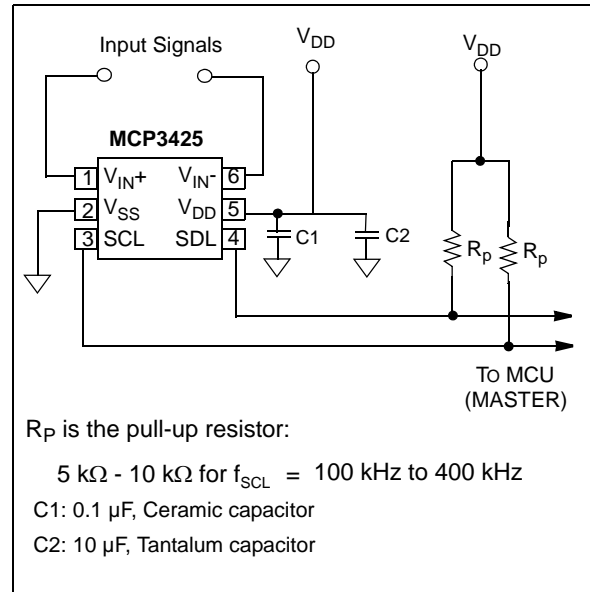 Input Signals
VDD
VDD
MCP3425
1 VIN+ VIN- 6
2 VSS VDD 5
3 SCL SDL 4
C1
C2
Rp
Rp
TO MCU
(MASTER)
RP is the pull-up resistor:
5 kΩ - 10 kΩ for fSCL = 100 kHz to 400 kHz
C1: 0.1 µF, Ceramic capacitor
C2: 10 µF, Tantalum capacitor